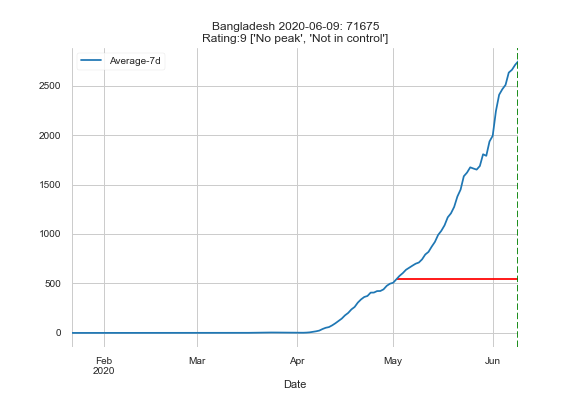 Bangladesh 2020-06-09: 71675
Rating:9 ['No peak', 'Not in control']
Average-7d
2500
2000
1500
1000
500
0
Feb Mar Apr May Jun
2020
Date